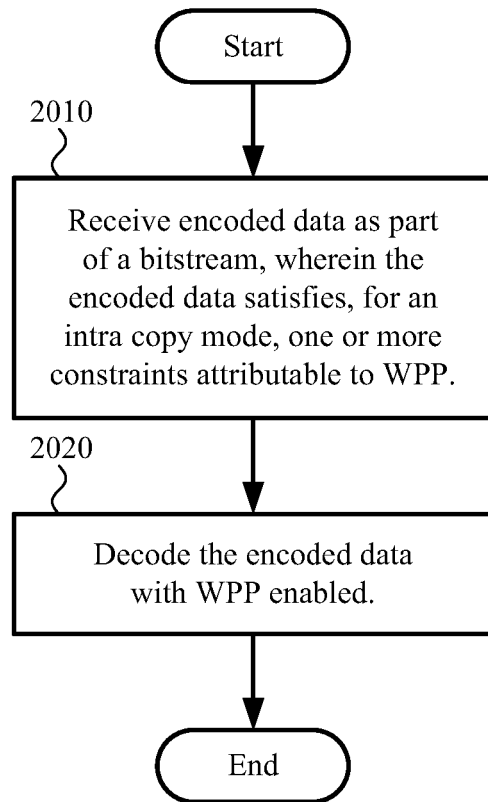 Start
2010
Receive encoded data as part
of a bitstream, wherein the
encoded data satisfies, for an
intra copy mode, one or more
constraints attributable to WPP.
2020
Decode the encoded data
with WPP enabled.
End